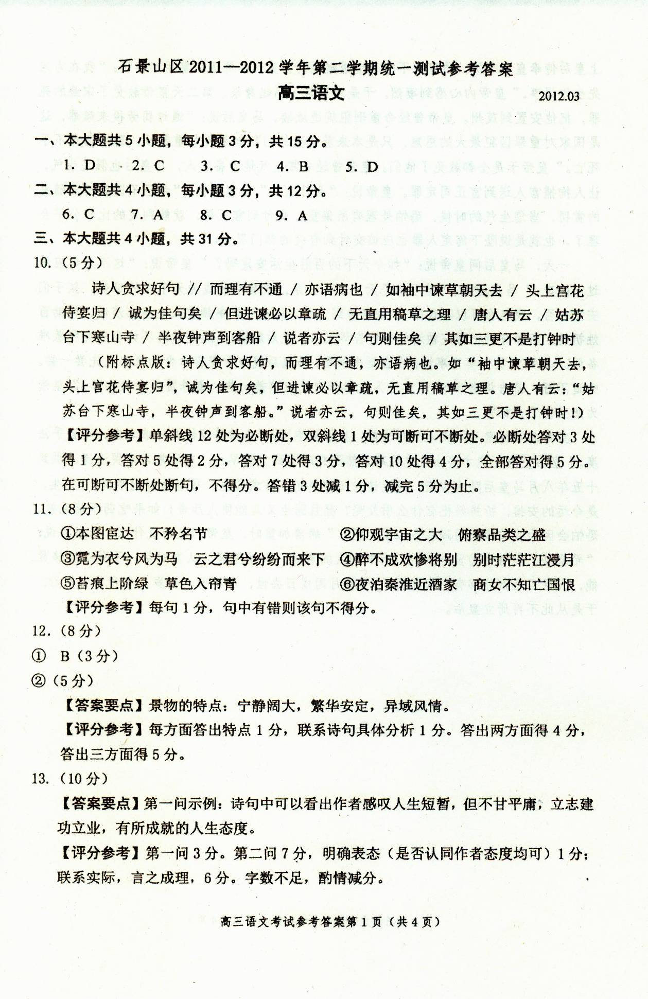 石景山区2011—2012学年第二学期统一测试参考答案
高三语文 2012.03
一、本大题共5小题，每小题3分，共15分。
1. D 2. C 3. C 4. B 5. D
二、本大题共4小题，每小题3分，共12分。
6. C 7. A 8. C 9. A
三、本大题共4小题，共31分。
10.（5分）
诗人贪求好句 // 而理有不通 / 亦语病也 / 如袖中谏草朝天去 / 头上宫花
侍宴归 / 诚为佳句矣 / 但进谏必以章疏 / 无直用稿草之理 / 唐人有云 / 姑苏
台下寒山寺 / 半夜钟声到客船 / 说者亦云 / 句则佳矣 / 其如三更不是打钟时
（附标点版：诗人贪求好句，而理有不通，亦语病也。如“袖中谏草朝天去，
头上宫花侍宴归”，诚为佳句矣，但进谏必以章疏，无直用稿草之理。唐人有云：“姑
苏台下寒山寺，半夜钟声到客船。”说者亦云，句则佳矣，其如三更不是打钟时！）
【评分参考】单斜线12处为必断处，双斜线1处为可断可不断处。必断处答对3处
得1分，答对5处得2分，答对7处得3分，答对10处得4分，全部答对得5分。
在可断可不断处断句，不得分。答错3处减1分，减完5分为止。
11.（8分）
①本图宦达 不矜名节 ②仰观宇宙之大 俯察品类之盛
③霓为衣兮风为马 云之君兮纷纷而来下 ④醉不成欢惨将别 别时茫茫江浸月
⑤苔痕上阶绿 草色入帘青 ⑥夜泊秦淮近酒家 商女不知亡国恨
【评分参考】每句1分，句中有错则该句不得分。
12.（8分）
① B（3分）
②（5分）
【答案要点】景物的特点：宁静阔大，繁华安定，异域风情。
【评分参考】每方面答出特点1分，联系诗句具体分析1分。答出两方面得4分，
答出三方面得5分。
13.（10分）
【答案要点】第一问示例：诗句中可以看出作者感叹人生短暂，但不甘平庸，立志建
功立业，有所成就的人生态度。
【评分参考】第一问3分。第二问7分，明确表态（是否认同作者态度均可）1分；
联系实际，言之成理，6分。字数不足，酌情减分。
高三语文考试参考答案第1页（共4页）